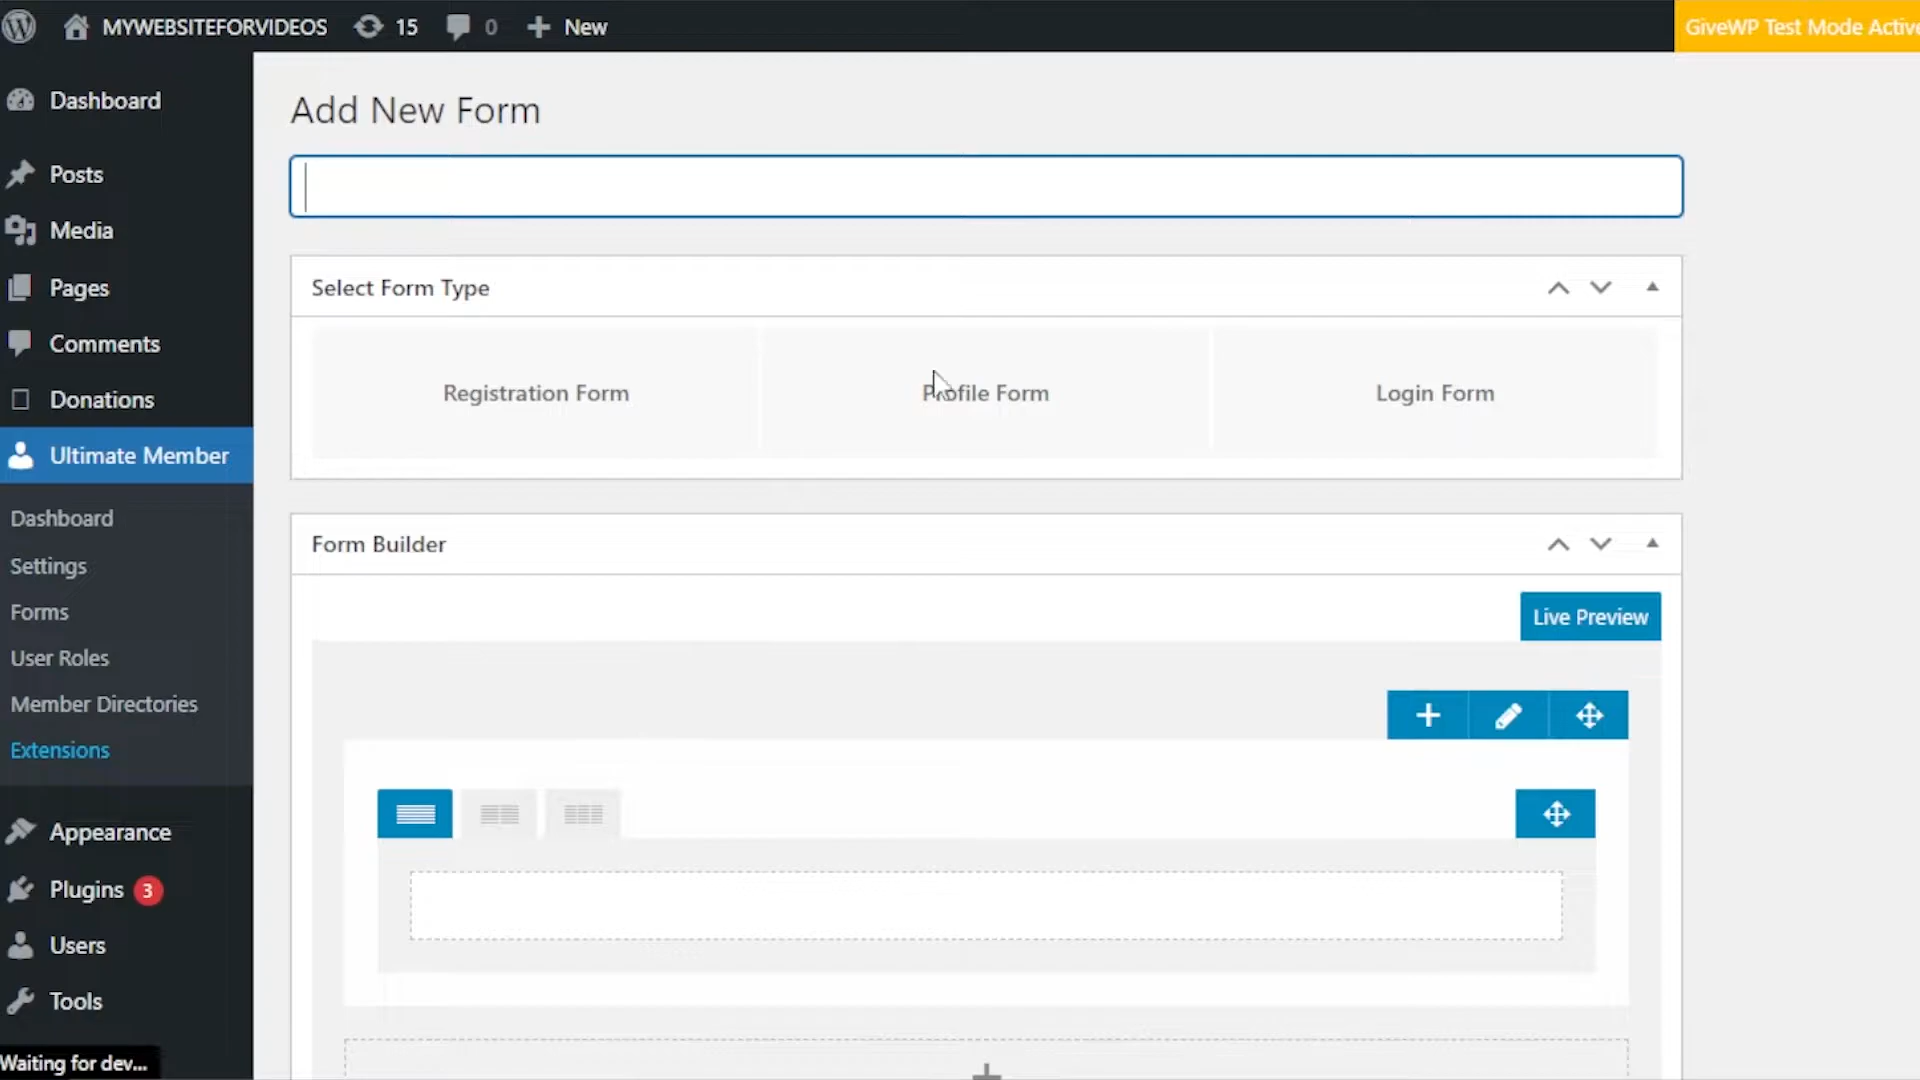 MYWEBSITEFORVIDEOS 15 0 New
GiveWP Test Mode Active
Dashboard
Posts
Media
Pages
Comments
Donations
Ultimate Member
Dashboard
Settings
Forms
User Roles
Member Directories
Extensions
Appearance
Plugins 3
Users
Tools
Waiting for dev...
Add New Form
Select Form Type
Registration Form
Profile Form
Login Form
Form Builder
Live Preview